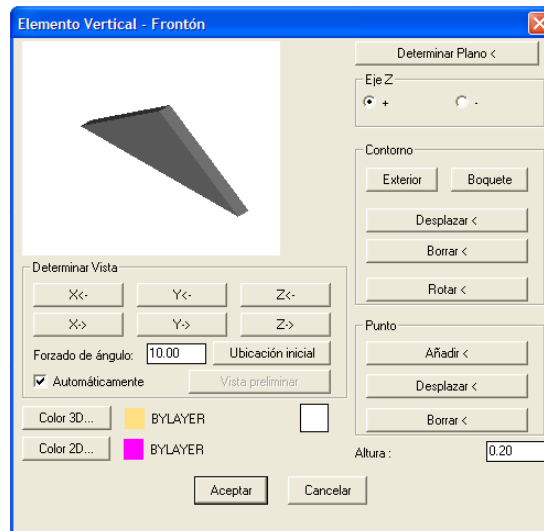 Elemento Vertical - Frontón
Determinar Plano <
Eje Z
+ -
Contorno
Exterior Boquete
Desplazar <
Borrar <
Rotar <
Determinar Vista
X<- Y<- Z<-
X-> Y-> Z->
Forzado de ángulo: 10.00 Ubicación inicial
Automáticamente Vista preliminar
Punto
Añadir <
Desplazar <
Borrar <
Color 3D... BYLAYER
Color 2D... BYLAYER
Altura : 0.20
Aceptar Cancelar